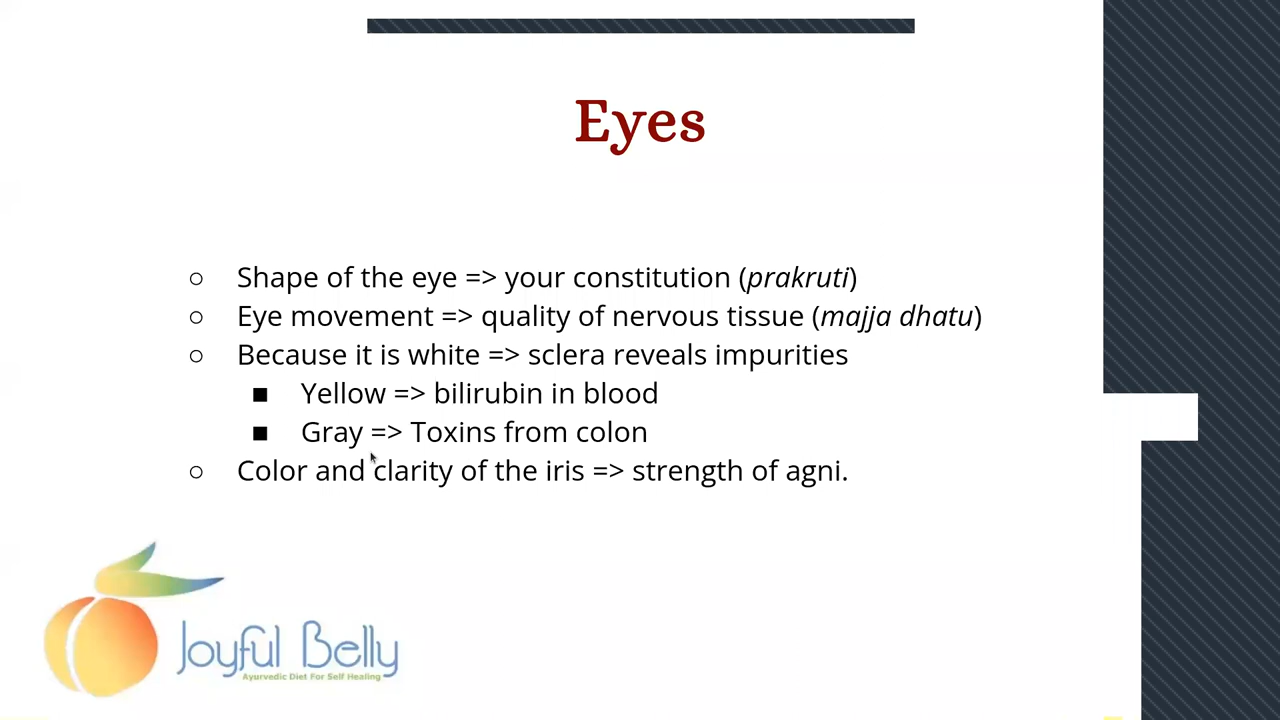 Eyes
○ Shape of the eye => your constitution (prakruti)
○ Eye movement => quality of nervous tissue (majja dhatu)
○ Because it is white => sclera reveals impurities
■ Yellow => bilirubin in blood
■ Gray => Toxins from colon
○ Color and clarity of the iris => strength of agni.
Joyful Belly
Ayurvedic Diet For Self Healing